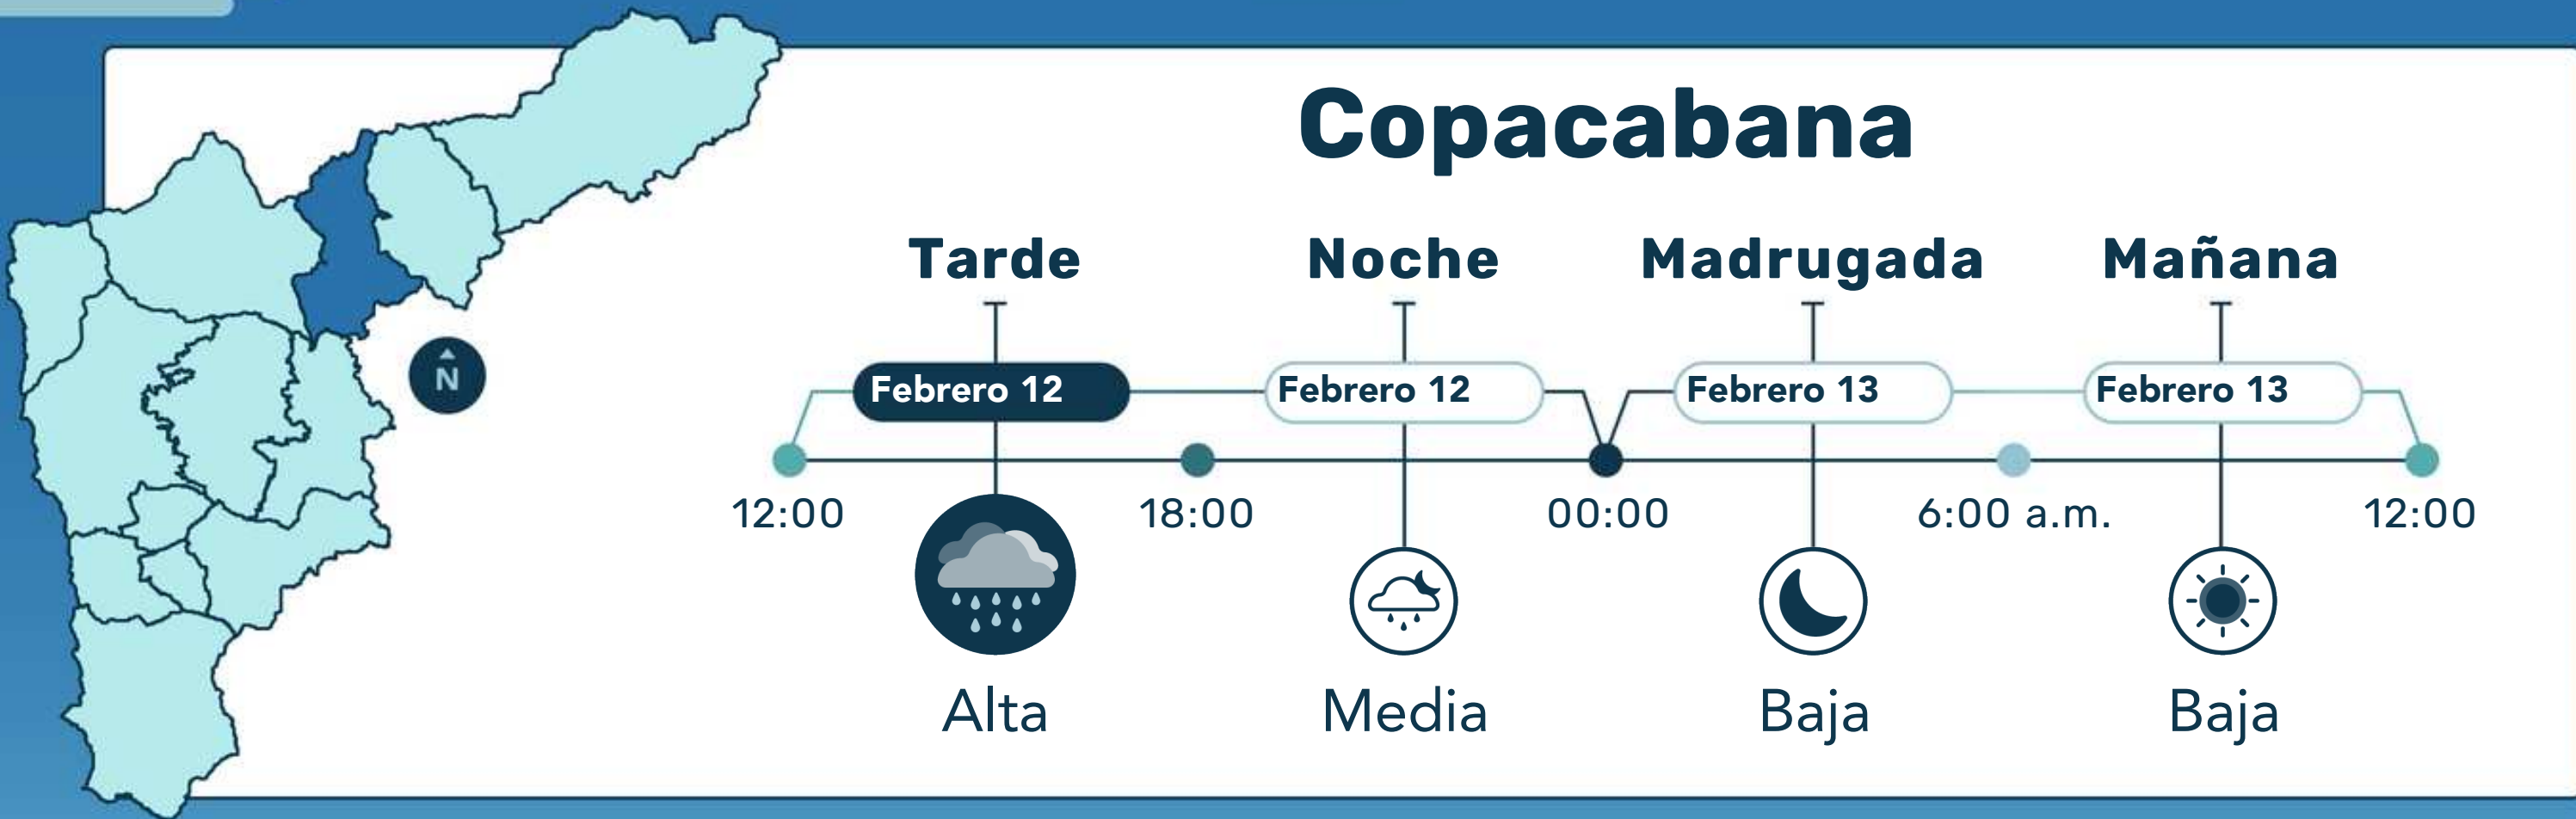 Copacabana
Tarde Noche Madrugada Mañana
Febrero 12 Febrero 12 Febrero 13 Febrero 13
N
12:00 18:00 00:00 6:00 a.m. 12:00
Alta Media Baja Baja